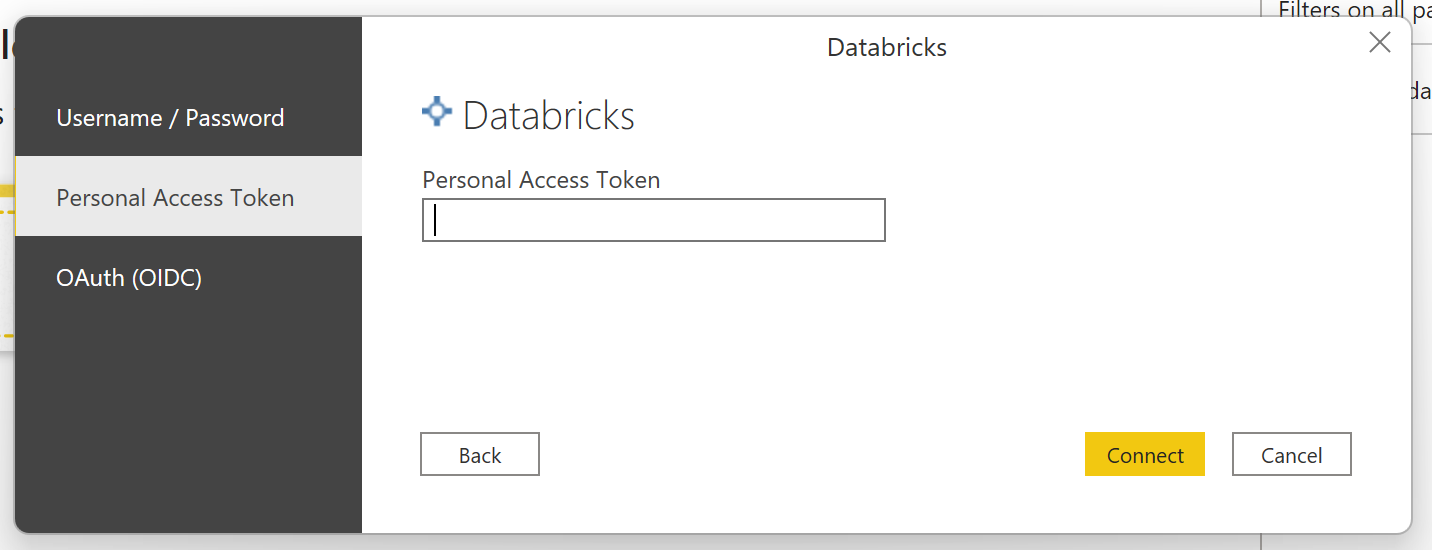 Filters on all pa
Databricks
Username / Password
Personal Access Token
OAuth (OIDC)
Databricks
Personal Access Token
Back
Connect
Cancel